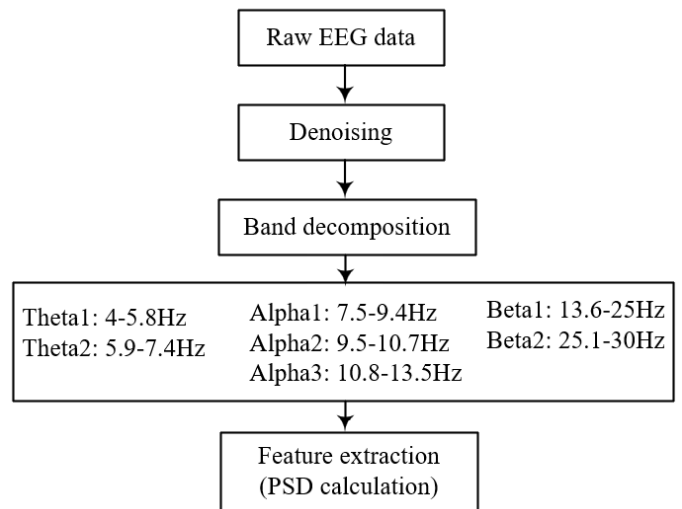 Raw EEG data
Denoising
Band decomposition
Theta1: 4-5.8Hz
Theta2: 5.9-7.4Hz
Alpha1: 7.5-9.4Hz
Alpha2: 9.5-10.7Hz
Alpha3: 10.8-13.5Hz
Beta1: 13.6-25Hz
Beta2: 25.1-30Hz
Feature extraction
(PSD calculation)